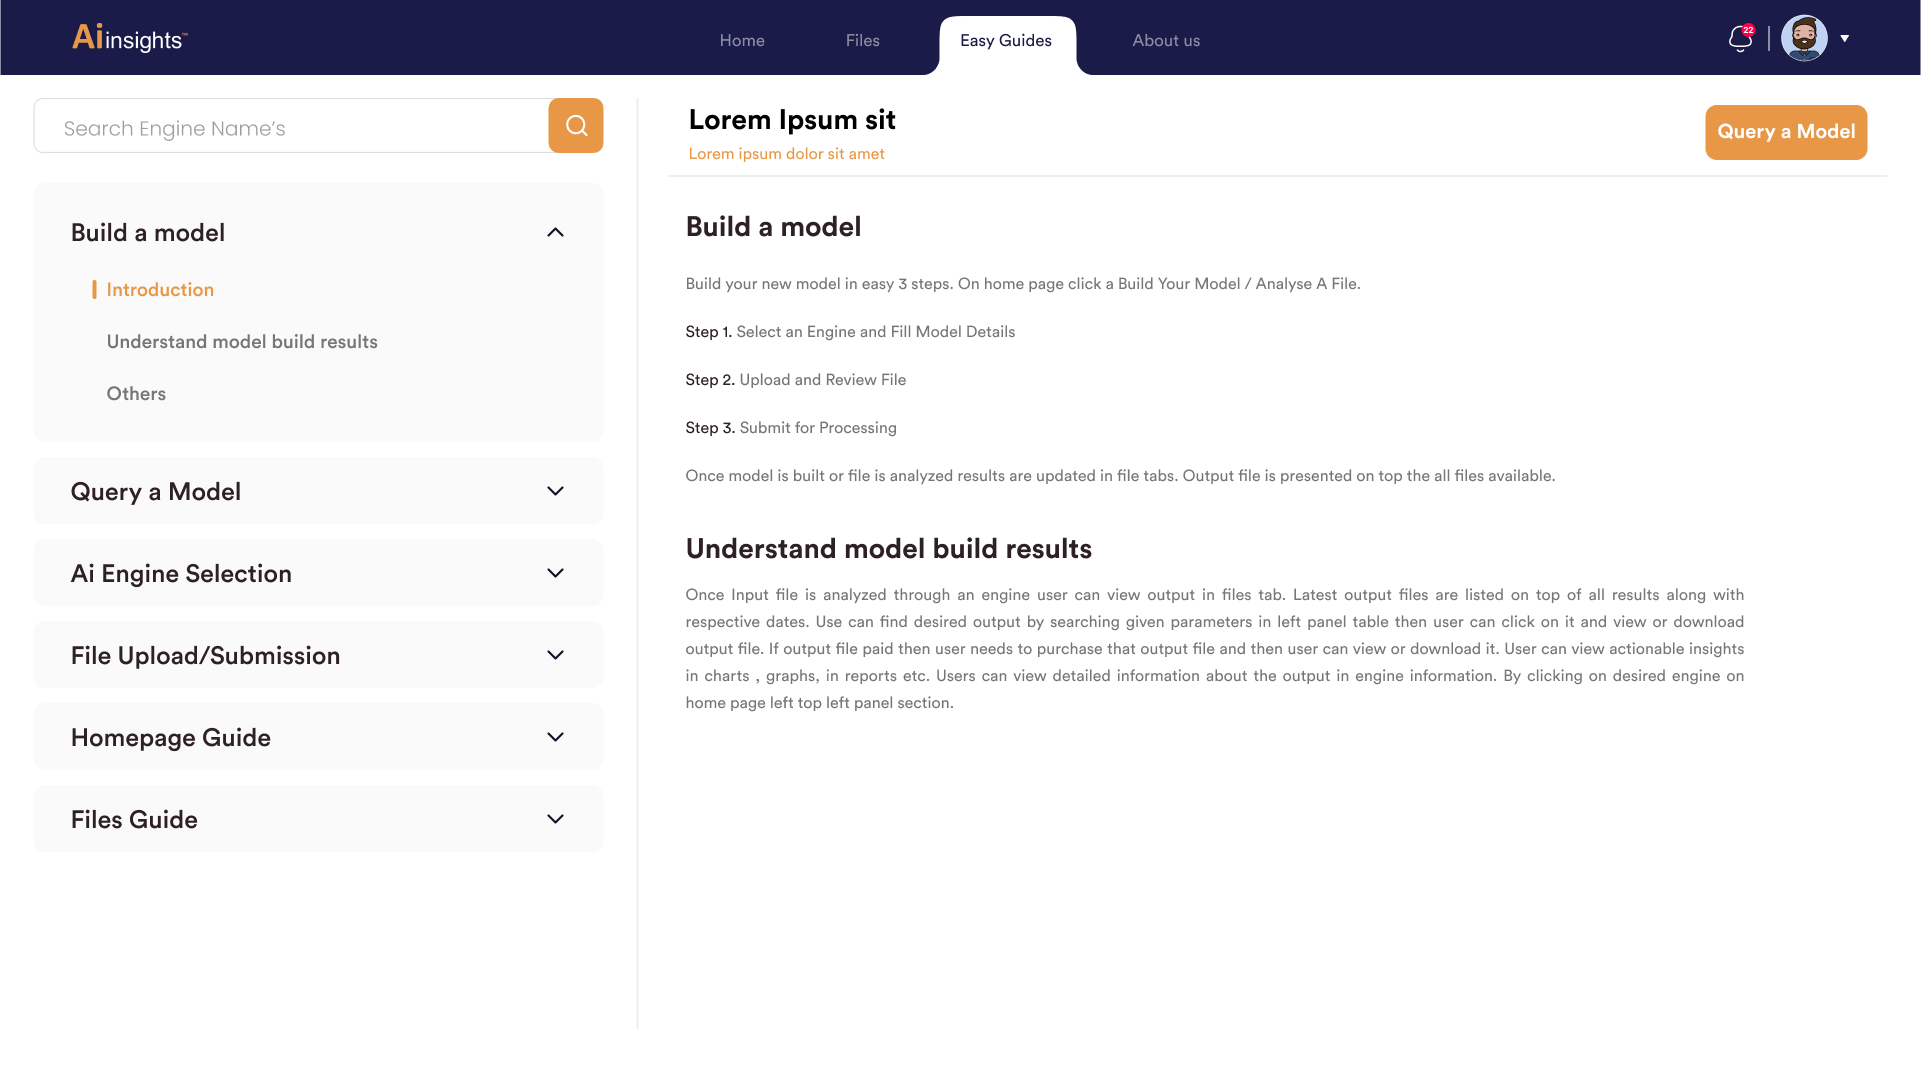 Ai insights™
Home
Files
Easy Guides
About us
22
Search Engine Name's
Build a model
Introduction
Understand model build results
Others
Query a Model
Ai Engine Selection
File Upload/Submission
Homepage Guide
Files Guide
Lorem Ipsum sit
Lorem ipsum dolor sit amet
Query a Model
Build a model
Build your new model in easy 3 steps. On home page click a Build Your Model / Analyse A File.
Step 1. Select an Engine and Fill Model Details
Step 2. Upload and Review File
Step 3. Submit for Processing
Once model is built or file is analyzed results are updated in file tabs. Output file is presented on top the all files available.
Understand model build results
Once Input file is analyzed through an engine user can view output in files tab. Latest output files are listed on top of all results along with
respective dates. Use can find desired output by searching given parameters in left panel table then user can click on it and view or download
output file. If output file paid then user needs to purchase that output file and then user can view or download it. User can view actionable insights
in charts , graphs, in reports etc. Users can view detailed information about the output in engine information. By clicking on desired engine on
home page left top left panel section.